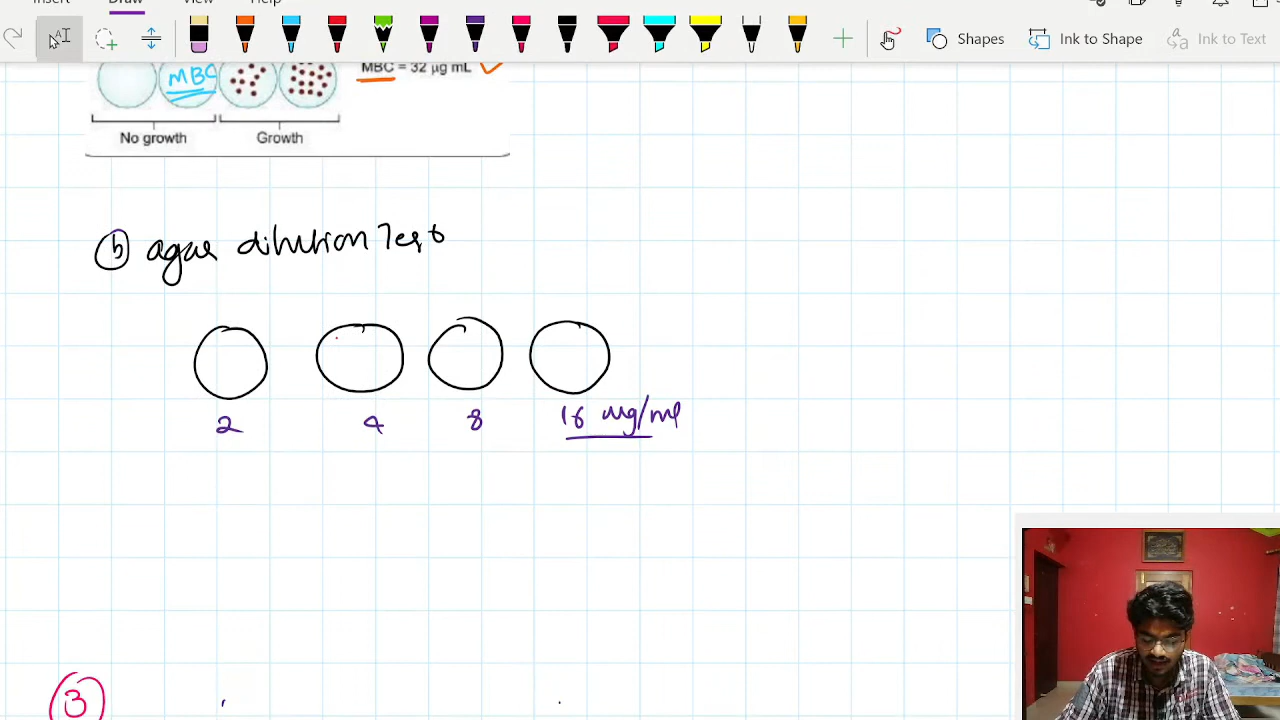 Insert Draw View Help
Shapes Ink to Shape Ink to Text
MBC MBC = 32 µg mL
No growth Growth
b agar dilution Test
2 4 8 16 µg/ml
3